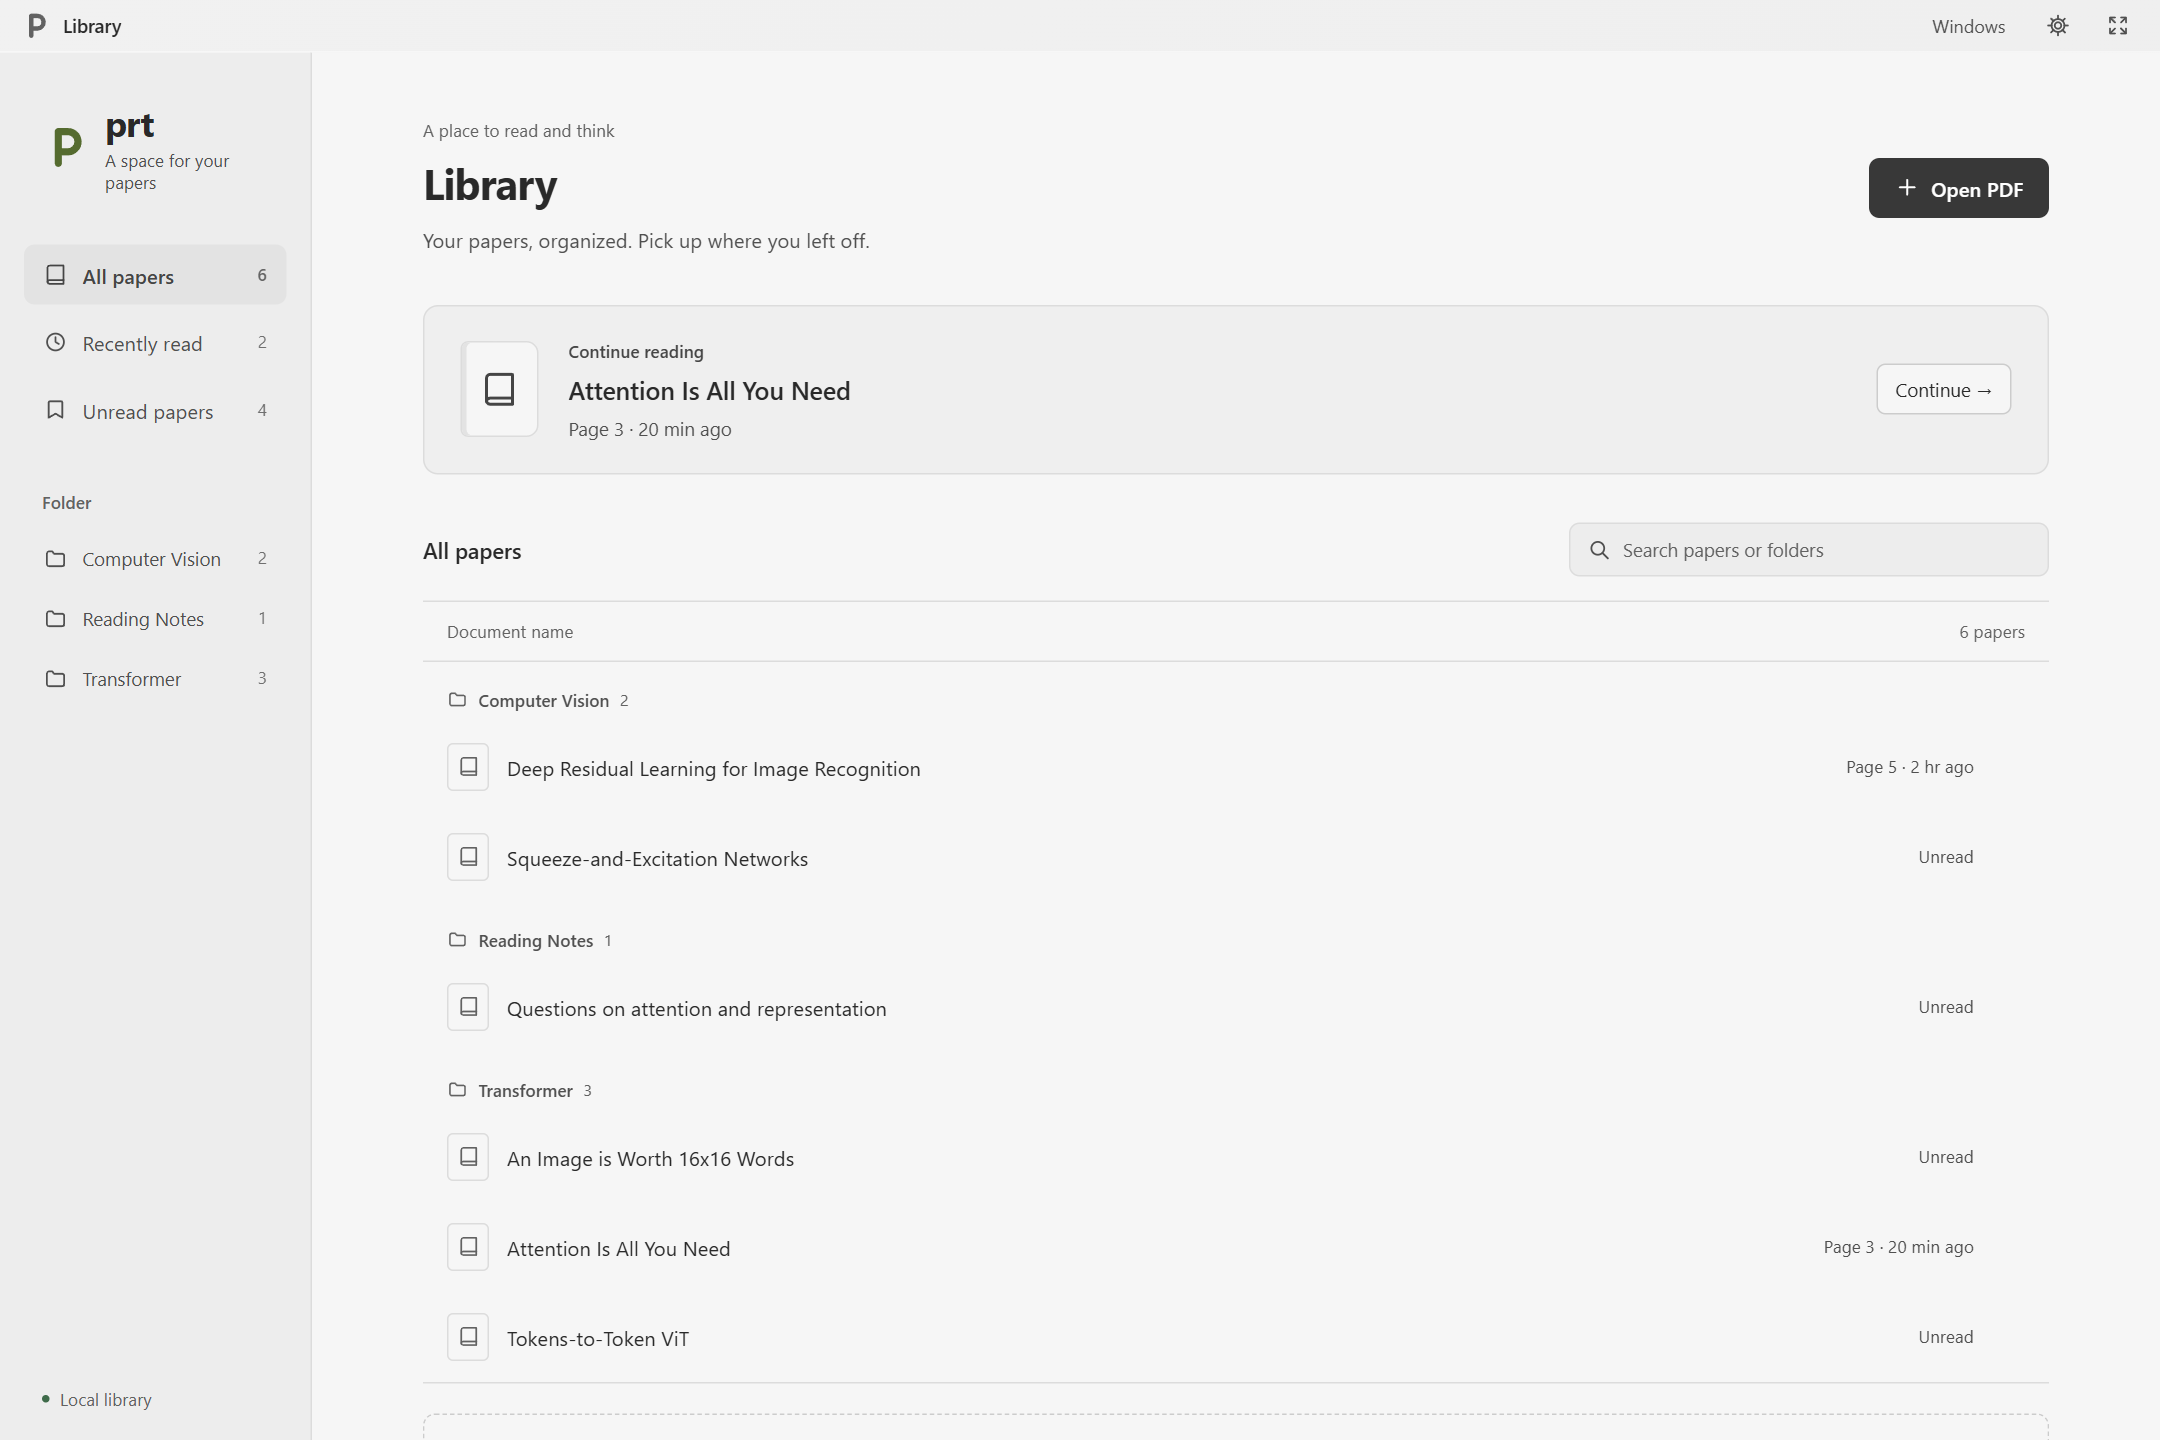 P Library
Windows
P prt
A space for your
papers
All papers 6
Recently read 2
Unread papers 4
Folder
Computer Vision 2
Reading Notes 1
Transformer 3
Local library
A place to read and think
Library
Your papers, organized. Pick up where you left off.
+ Open PDF
Continue reading
Attention Is All You Need
Page 3 · 20 min ago
Continue →
All papers
Search papers or folders
Document name 6 papers
Computer Vision 2
Deep Residual Learning for Image Recognition Page 5 · 2 hr ago
Squeeze-and-Excitation Networks Unread
Reading Notes 1
Questions on attention and representation Unread
Transformer 3
An Image is Worth 16x16 Words Unread
Attention Is All You Need Page 3 · 20 min ago
Tokens-to-Token ViT Unread